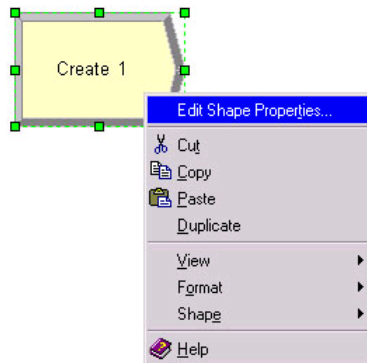 Create 1
Edit Shape Properties...
Cut
Copy
Paste
Duplicate
View
Format
Shape
Help